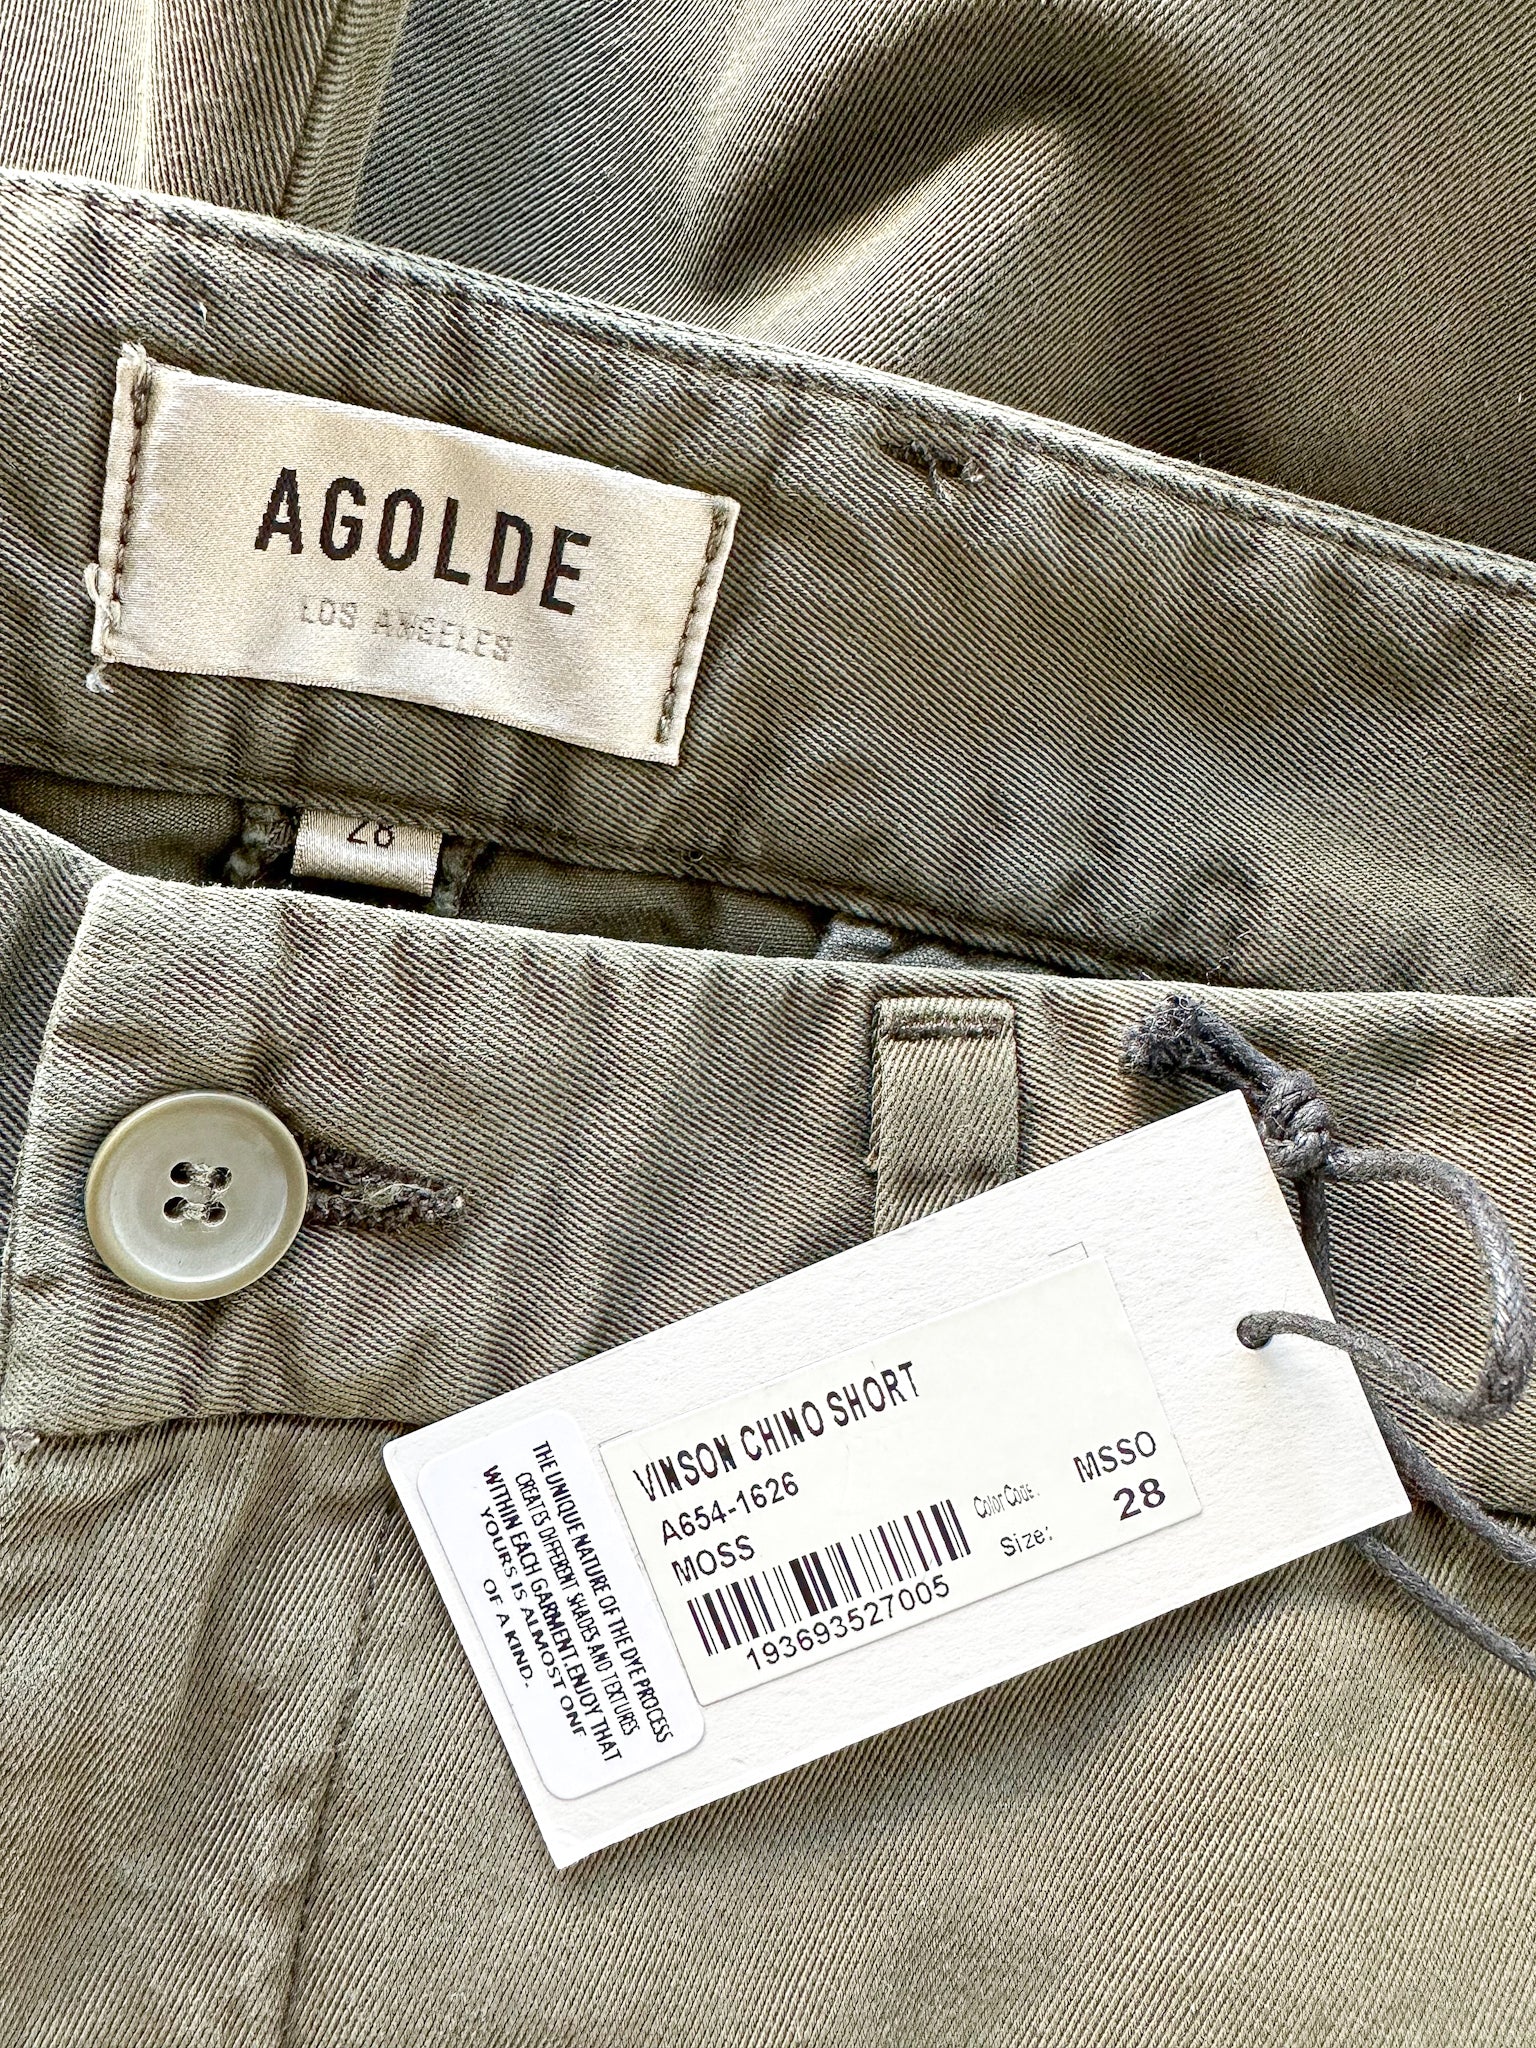 AGOLDE
LOS ANGELES
28
VINSON CHINO SHORT
A654-1626
MOSS
Color Code:
MSSO
Size:
28
193693527005
THE UNIQUE NATURE OF THE DYE PROCESS
CREATES DIFFERENT SHADES AND TEXTURES
WITHIN EACH GARMENT. ENJOY THAT
YOURS IS ALMOST ONE
OF A KIND.